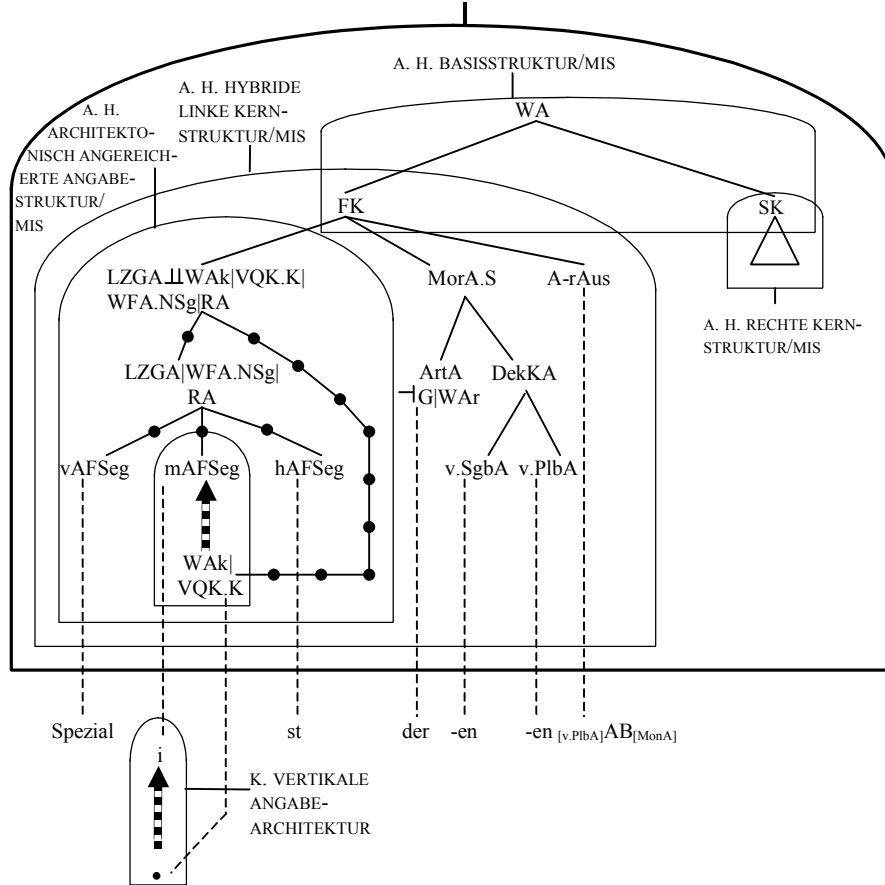 A. H. BASISSTRUKTUR/MIS
WA
A. H. HYBRIDE
LINKE KERN-
STRUKTUR/MIS
A. H.
ARCHITEKTO-
NISCH ANGEREICH-
ERTE ANGABE-
STRUKTUR/
MIS
FK
SK
LZGA⫫WAk|VQK.K|
WFA.NSg|RA
MorA.S
A-rAus
A. H. RECHTE KERN-
STRUKTUR/MIS
LZGA|WFA.NSg|
RA
ArtA
⊣G|WAr
DekKA
vAFSeg
mAFSeg
hAFSeg
v.SgbA
v.PlbA
WAk|
VQK.K
Spezial
st
der
-en
-en
[v.PlbA]AB[MonA]
i
K. VERTIKALE
ANGABE-
ARCHITEKTUR